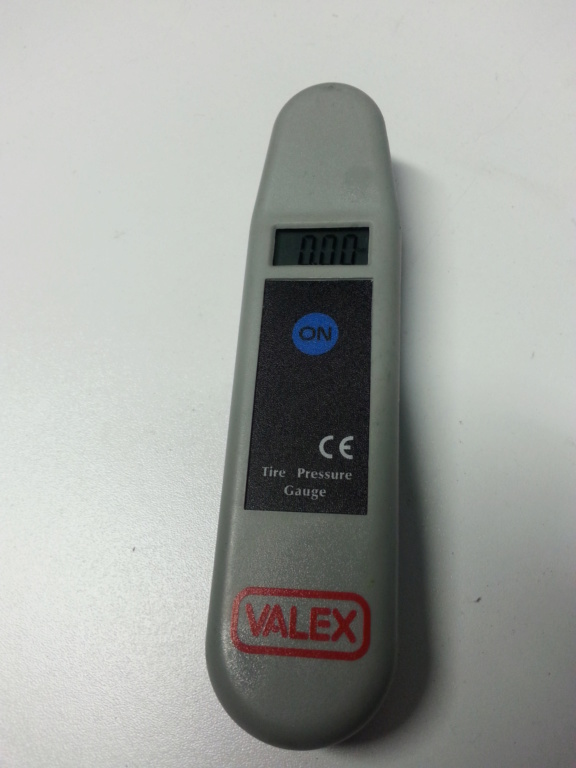 0.00
ON
CE
Tire Pressure
Gauge
VALEX